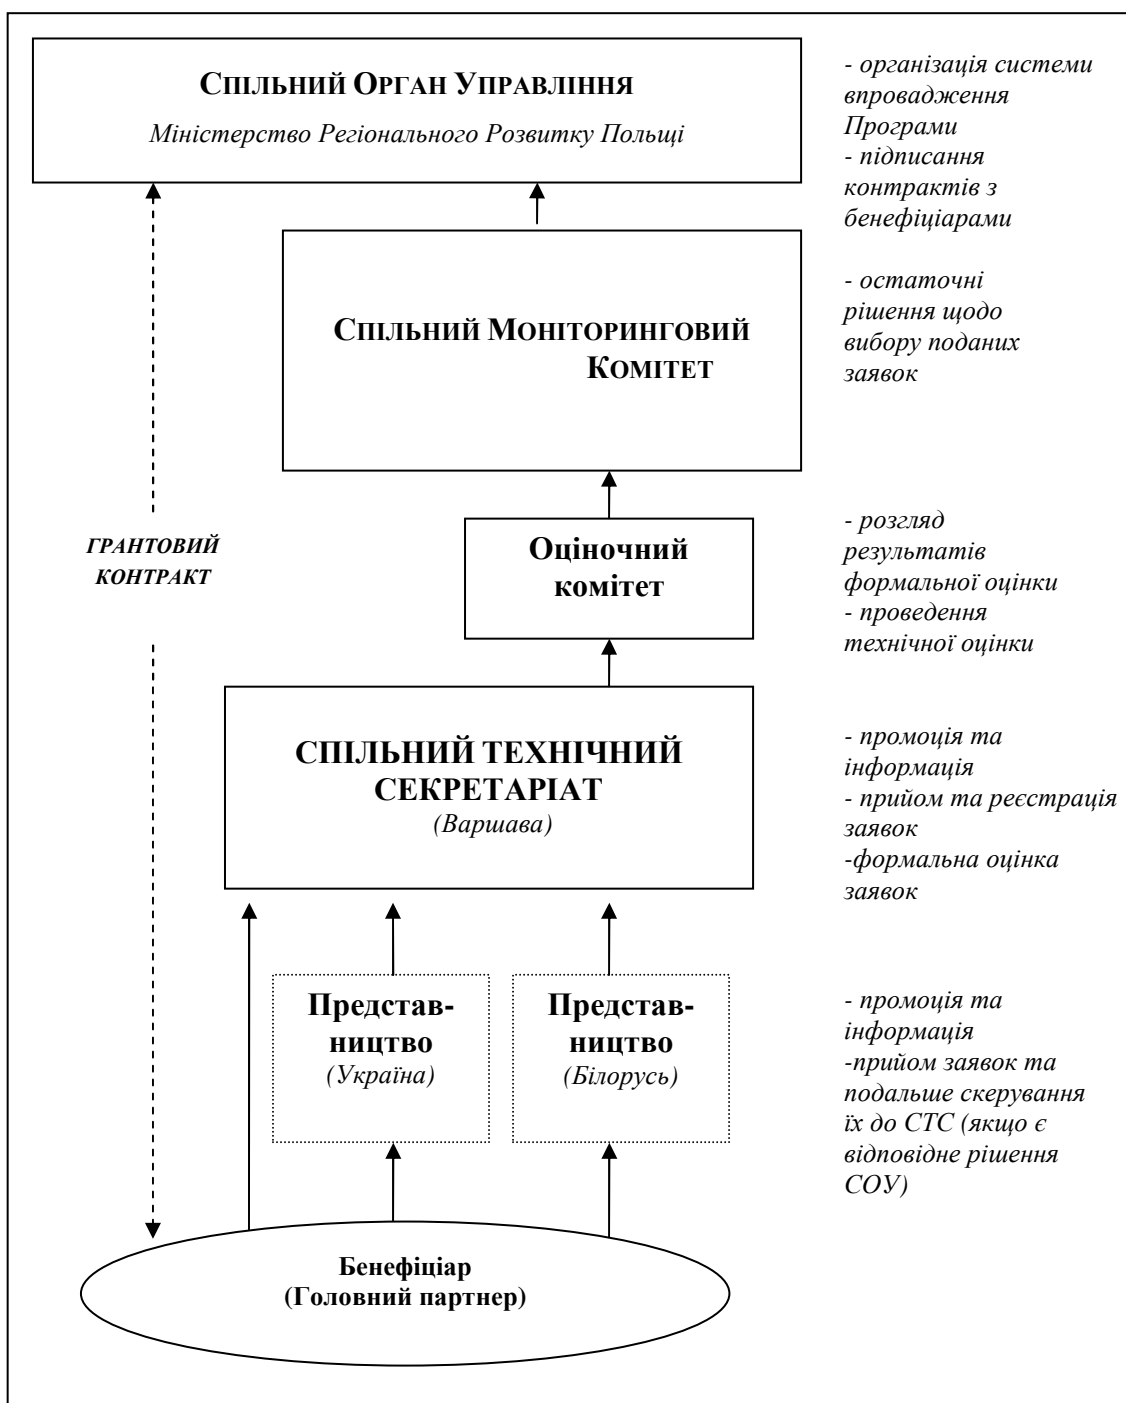 СПІЛЬНИЙ ОРГАН УПРАВЛІННЯ
Міністерство Регіонального Розвитку Польщі
- організація системи
впровадження
Програми
- підписання
контрактів з
бенефіціарами
СПІЛЬНИЙ МОНІТОРИНГОВИЙ
КОМІТЕТ
- остаточні
рішення щодо
вибору поданих
заявок
ГРАНТОВИЙ
КОНТРАКТ
Оціночний
комітет
- розгляд
результатів
формальної оцінки
- проведення
технічної оцінки
СПІЛЬНИЙ ТЕХНІЧНИЙ
СЕКРЕТАРІАТ
(Варшава)
- промоція та
інформація
- прийом та реєстрація
заявок
-формальна оцінка
заявок
Представ-
ництво
(Україна)
Представ-
ництво
(Білорусь)
- промоція та
інформація
-прийом заявок та
подальше скерування
їх до СТС (якщо є
відповідне рішення
СОУ)
Бенефіціар
(Головний партнер)